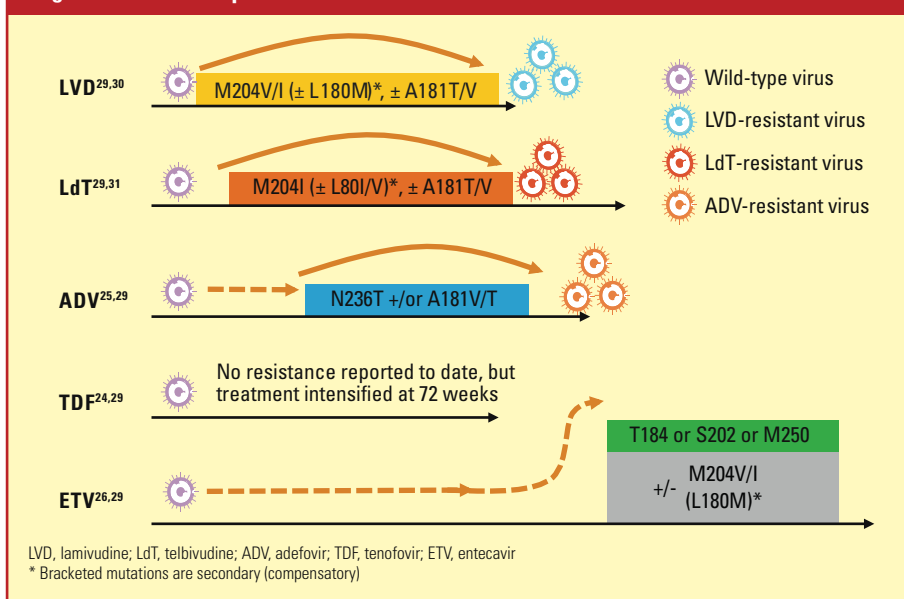 LVD29,30
M204V/I (± L180M)*, ± A181T/V
Wild-type virus
LVD-resistant virus
LdT-resistant virus
ADV-resistant virus
LdT29,31
M204I (± L80I/V)*, ± A181T/V
ADV25,29
N236T +/or A181V/T
TDF24,29
No resistance reported to date, but
treatment intensified at 72 weeks
ETV26,29
T184 or S202 or M250
+/- M204V/I
(L180M)*
LVD, lamivudine; LdT, telbivudine; ADV, adefovir; TDF, tenofovir; ETV, entecavir
* Bracketed mutations are secondary (compensatory)